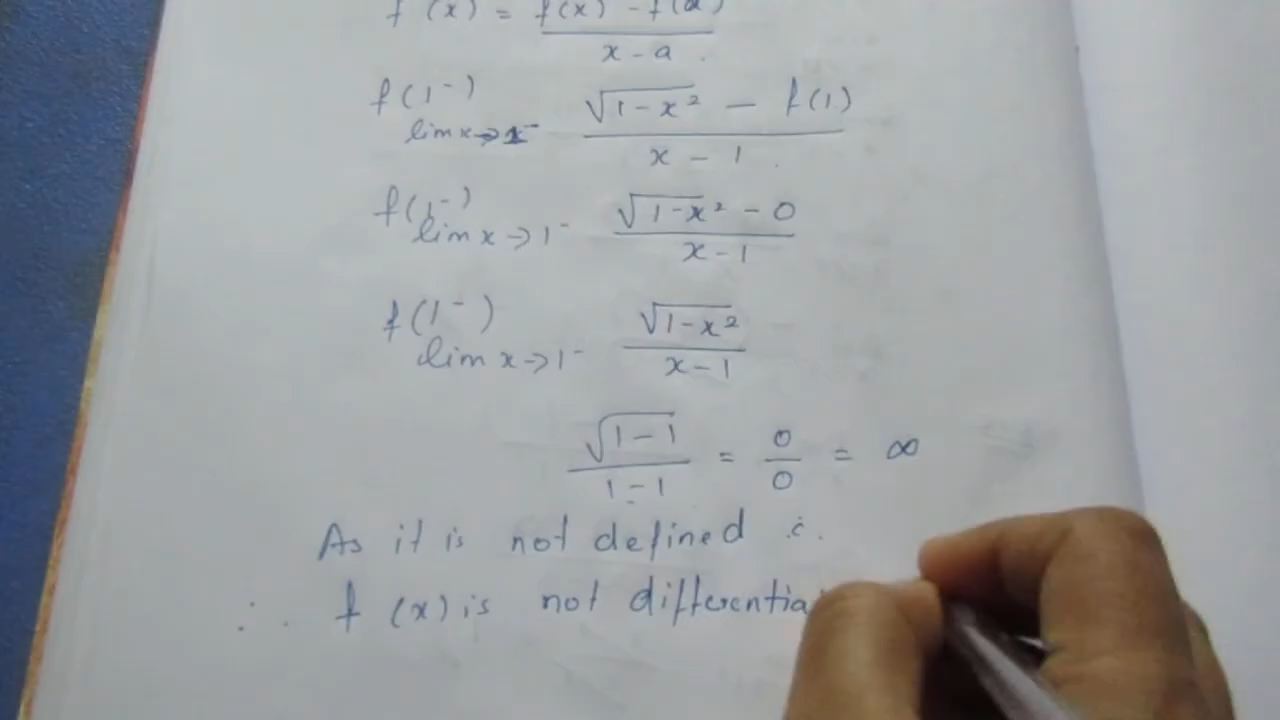 f (x) = f(x) - f(a)
x - a
f(1⁻) √1-x² — f(1)
lim x→1⁻ x - 1
f(1⁻) √1-x² - 0
lim x→1⁻ x-1
f(1⁻) √1-x²
lim x→1⁻ x-1
√1-1 = 0 = ∞
1-1 0
As it is not defined
∴ f (x) is not differentia